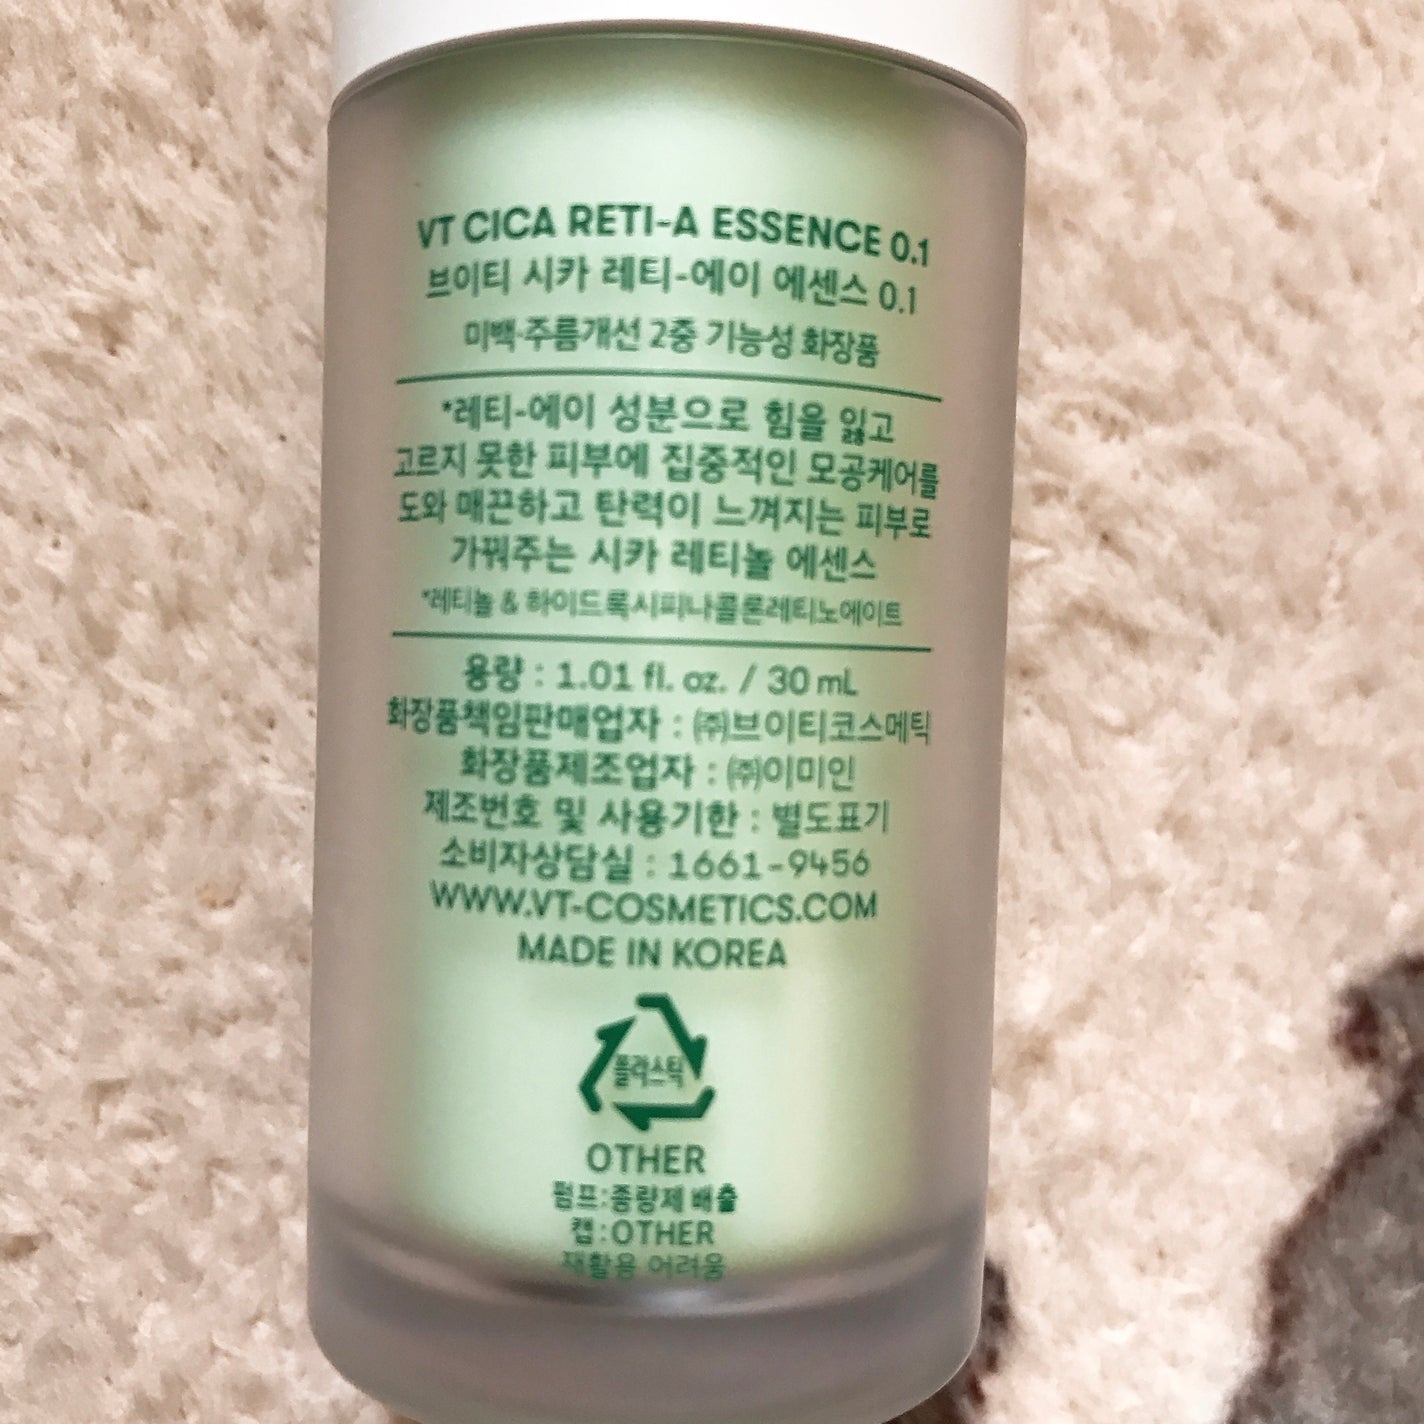 VT CICA RETI-A ESSENCE 0.1
브이티 시카 레티-에이 에센스 0.1
미백·주름개선 2중 기능성 화장품
*레티-에이 성분으로 힘을 잃고
고르지 못한 피부에 집중적인 모공케어를
도와 매끈하고 탄력이 느껴지는 피부로
가꿔주는 시카 레티놀 에센스
*레티놀 & 하이드록시피나콜론레티노에이트
용량 : 1.01 fl. oz. / 30 mL
화장품책임판매업자 : ㈜브이티코스메틱
화장품제조업자 : ㈜이미인
제조번호 및 사용기한 : 별도표기
소비자상담실 : 1661-9456
WWW.VT-COSMETICS.COM
MADE IN KOREA
플라스틱
OTHER
펌프:종량제 배출
캡:OTHER
재활용 어려움